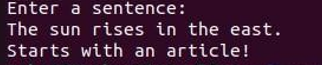 Enter a sentence:
The sun rises in the east.
Starts with an article!